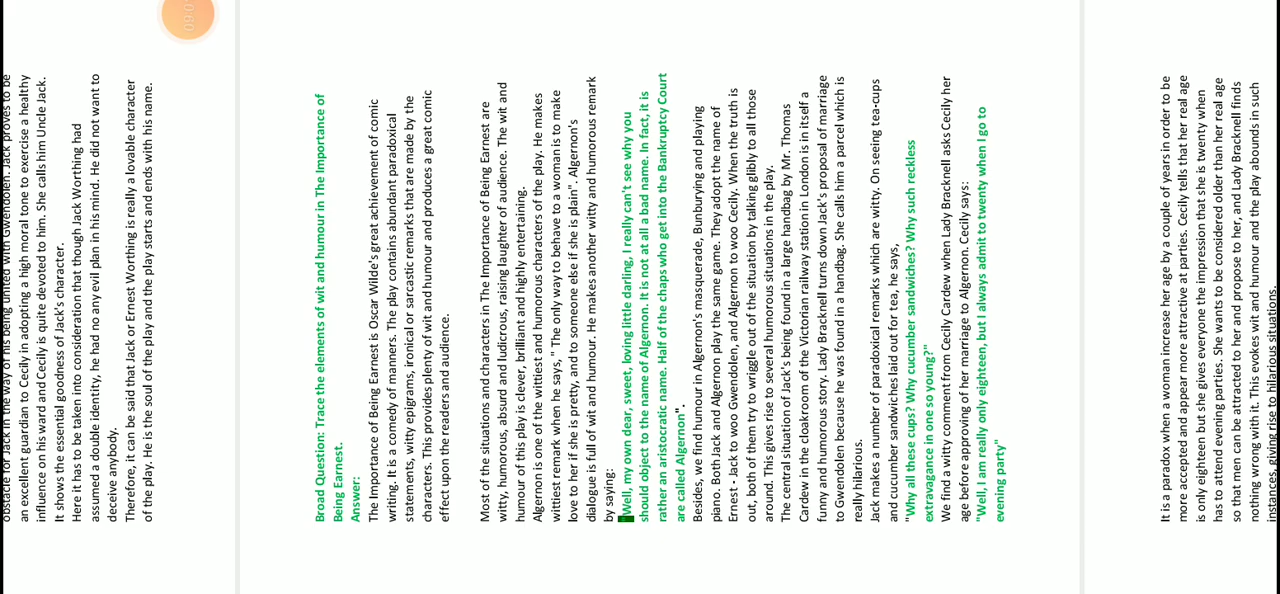 obstacle for Jack in the way of his being united with Gwendolen. Jack proves to be
an excellent guardian to Cecily in adopting a high moral tone to exercise a healthy
influence on his ward and Cecily is quite devoted to him. She calls him Uncle Jack.
It shows the essential goodness of Jack's character.
Here it has to be taken into consideration that though Jack Worthing had
assumed a double identity, he had no any evil plan in his mind. He did not want to
deceive anybody.
Therefore, it can be said that Jack or Ernest Worthing is really a lovable character
of the play. He is the soul of the play and the play starts and ends with his name.
09:0
Broad Question: Trace the elements of wit and humour in The Importance of
Being Earnest.
Answer:
The Importance of Being Earnest is Oscar Wilde's great achievement of comic
writing. It is a comedy of manners. The play contains abundant paradoxical
statements, witty epigrams, ironical or sarcastic remarks that are made by the
characters. This provides plenty of wit and humour and produces a great comic
effect upon the readers and audience.
Most of the situations and characters in The Importance of Being Earnest are
witty, humorous, absurd and ludicrous, raising laughter of audience. The wit and
humour of this play is clever, brilliant and highly entertaining.
Algernon is one of the wittiest and humorous characters of the play. He makes
wittiest remark when he says," The only way to behave to a woman is to make
love to her if she is pretty, and to someone else if she is plain". Algernon's
dialogue is full of wit and humour. He makes another witty and humorous remark
by saying:
"Well, my own dear, sweet, loving little darling, I really can't see why you
should object to the name of Algernon. It is not at all a bad name. In fact, it is
rather an aristocratic name. Half of the chaps who get into the Bankruptcy Court
are called Algernon".
Besides, we find humour in Algernon's masquerade, Bunburying and playing
piano. Both Jack and Algernon play the same game. They adopt the name of
Ernest - Jack to woo Gwendolen, and Algernon to woo Cecily. When the truth is
out, both of them try to wriggle out of the situation by talking glibly to all those
around. This gives rise to several humorous situations in the play.
The central situation of Jack's being found in a large handbag by Mr. Thomas
Cardew in the cloakroom of the Victorian railway station in London is in itself a
funny and humorous story. Lady Bracknell turns down Jack's proposal of marriage
to Gwendolen because he was found in a handbag. She calls him a parcel which is
really hilarious.
Jack makes a number of paradoxical remarks which are witty. On seeing tea-cups
and cucumber sandwiches laid out for tea, he says,
"Why all these cups? Why cucumber sandwiches? Why such reckless
extravagance in one so young?"
We find a witty comment from Cecily Cardew when Lady Bracknell asks Cecily her
age before approving of her marriage to Algernon. Cecily says:
"Well, I am really only eighteen, but I always admit to twenty when I go to
evening party"
It is a paradox when a woman increase her age by a couple of years in order to be
more accepted and appear more attractive at parties. Cecily tells that her real age
is only eighteen but she gives everyone the impression that she is twenty when
has to attend evening parties. She wants to be considered older than her real age
so that men can be attracted to her and propose to her, and Lady Bracknell finds
nothing wrong with it. This evokes wit and humour and the play abounds in such
instances giving rise to hilarious situations.